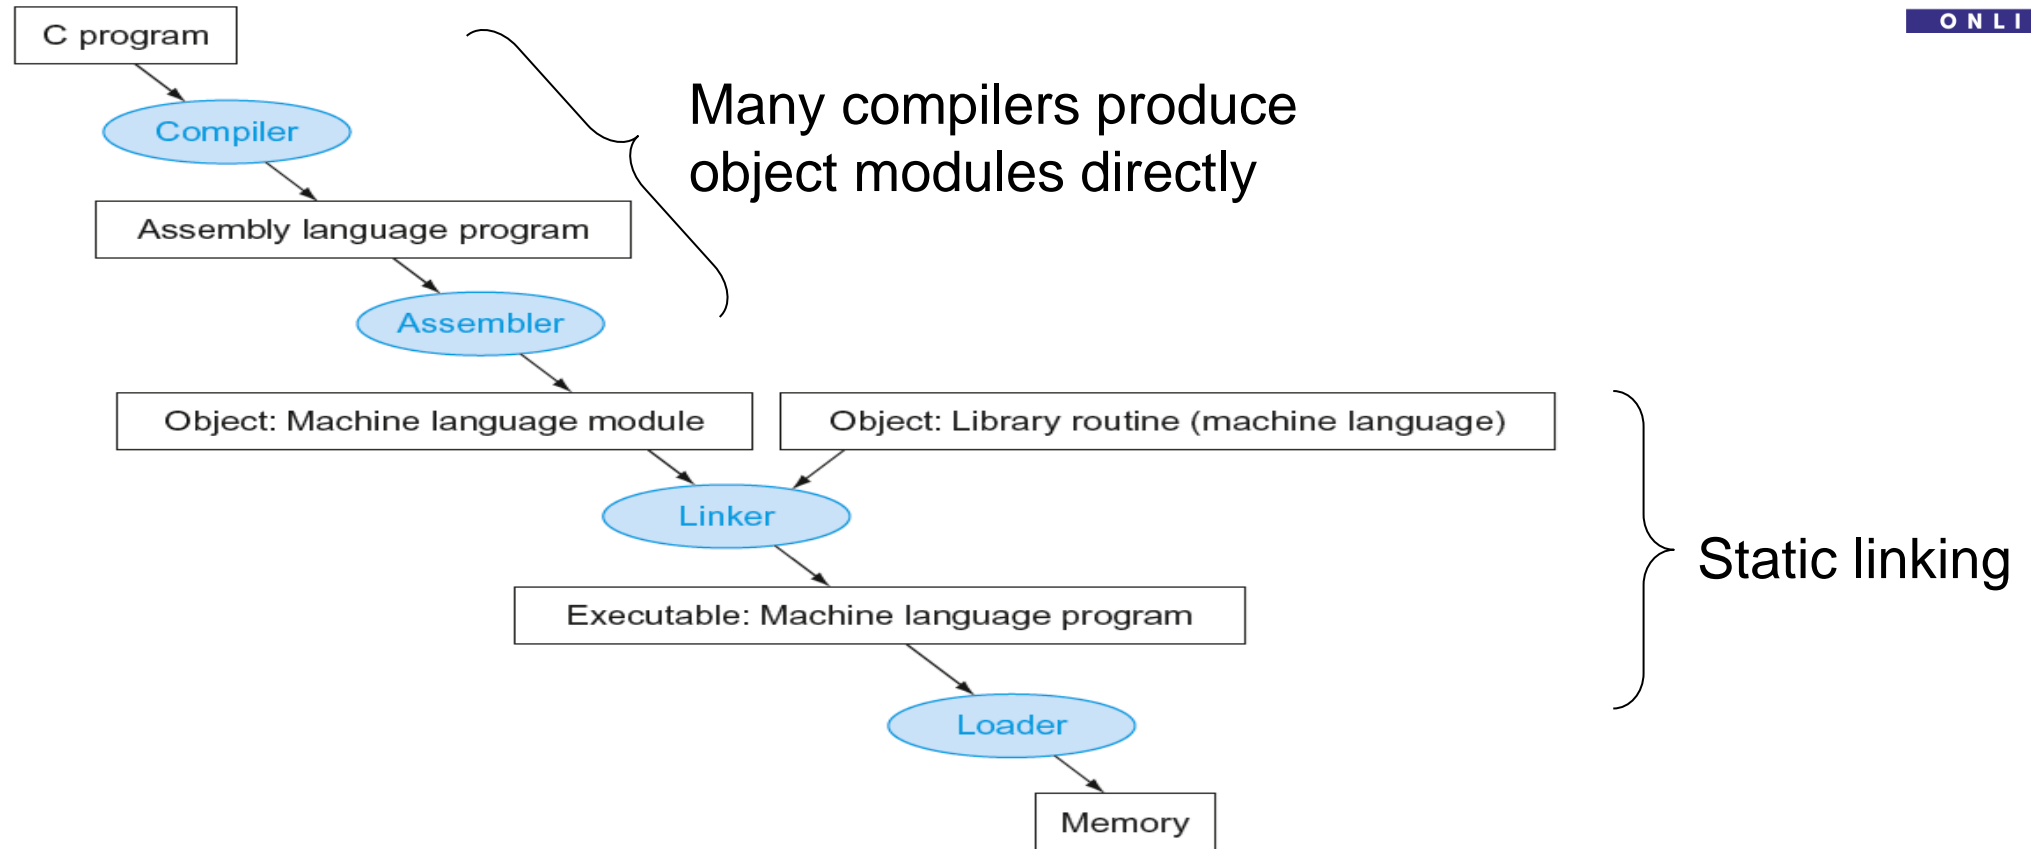 ONLI
C program
Many compilers produce
object modules directly
Compiler
Assembly language program
Assembler
Object: Machine language module
Object: Library routine (machine language)
Linker
Static linking
Executable: Machine language program
Loader
Memory